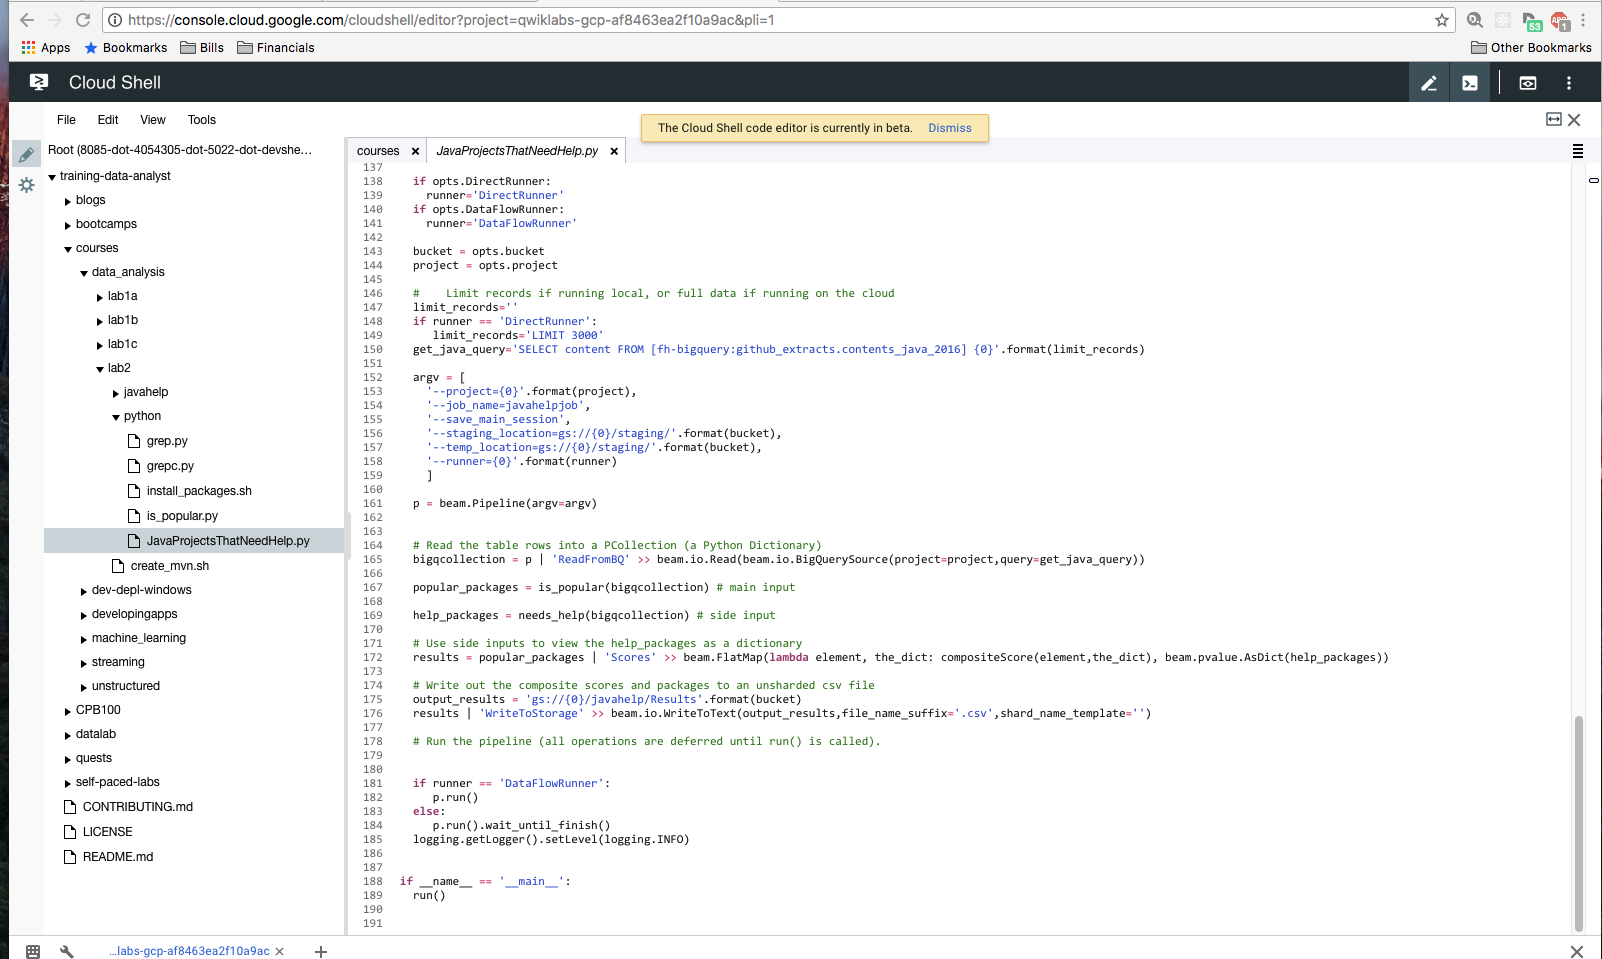 https://console.cloud.google.com/cloudshell/editor?project=qwiklabs-gcp-af8463ea2f10a9ac&pli=1
53
1
Apps Bookmarks Bills Financials Other Bookmarks
Cloud Shell
File Edit View Tools
The Cloud Shell code editor is currently in beta. Dismiss
Root (8085-dot-4054305-dot-5022-dot-devshe...
training-data-analyst
blogs
bootcamps
courses
data_analysis
lab1a
lab1b
lab1c
lab2
javahelp
python
grep.py
grepc.py
install_packages.sh
is_popular.py
JavaProjectsThatNeedHelp.py
create_mvn.sh
dev-depl-windows
developingapps
machine_learning
streaming
unstructured
CPB100
datalab
quests
self-paced-labs
CONTRIBUTING.md
LICENSE
README.md
courses × JavaProjectsThatNeedHelp.py ×
137
138 if opts.DirectRunner:
139 runner='DirectRunner'
140 if opts.DataFlowRunner:
141 runner='DataFlowRunner'
142
143 bucket = opts.bucket
144 project = opts.project
145
146 # Limit records if running local, or full data if running on the cloud
147 limit_records=''
148 if runner == 'DirectRunner':
149 limit_records='LIMIT 3000'
150 get_java_query='SELECT content FROM [fh-bigquery:github_extracts.contents_java_2016] {0}'.format(limit_records)
151
152 argv = [
153 '--project={0}'.format(project),
154 '--job_name=javahelpjob',
155 '--save_main_session',
156 '--staging_location=gs://{0}/staging/'.format(bucket),
157 '--temp_location=gs://{0}/staging/'.format(bucket),
158 '--runner={0}'.format(runner)
159 ]
160
161 p = beam.Pipeline(argv=argv)
162
163
164 # Read the table rows into a PCollection (a Python Dictionary)
165 bigqcollection = p | 'ReadFromBQ' >> beam.io.Read(beam.io.BigQuerySource(project=project,query=get_java_query))
166
167 popular_packages = is_popular(bigqcollection) # main input
168
169 help_packages = needs_help(bigqcollection) # side input
170
171 # Use side inputs to view the help_packages as a dictionary
172 results = popular_packages | 'Scores' >> beam.FlatMap(lambda element, the_dict: compositeScore(element,the_dict), beam.pvalue.AsDict(help_packages))
173
174 # Write out the composite scores and packages to an unsharded csv file
175 output_results = 'gs://{0}/javahelp/Results'.format(bucket)
176 results | 'WriteToStorage' >> beam.io.WriteToText(output_results,file_name_suffix='.csv',shard_name_template='')
177
178 # Run the pipeline (all operations are deferred until run() is called).
179
180
181 if runner == 'DataFlowRunner':
182 p.run()
183 else:
184 p.run().wait_until_finish()
185 logging.getLogger().setLevel(logging.INFO)
186
187
188 if __name__ == '__main__':
189 run()
190
191
...labs-gcp-af8463ea2f10a9ac × +